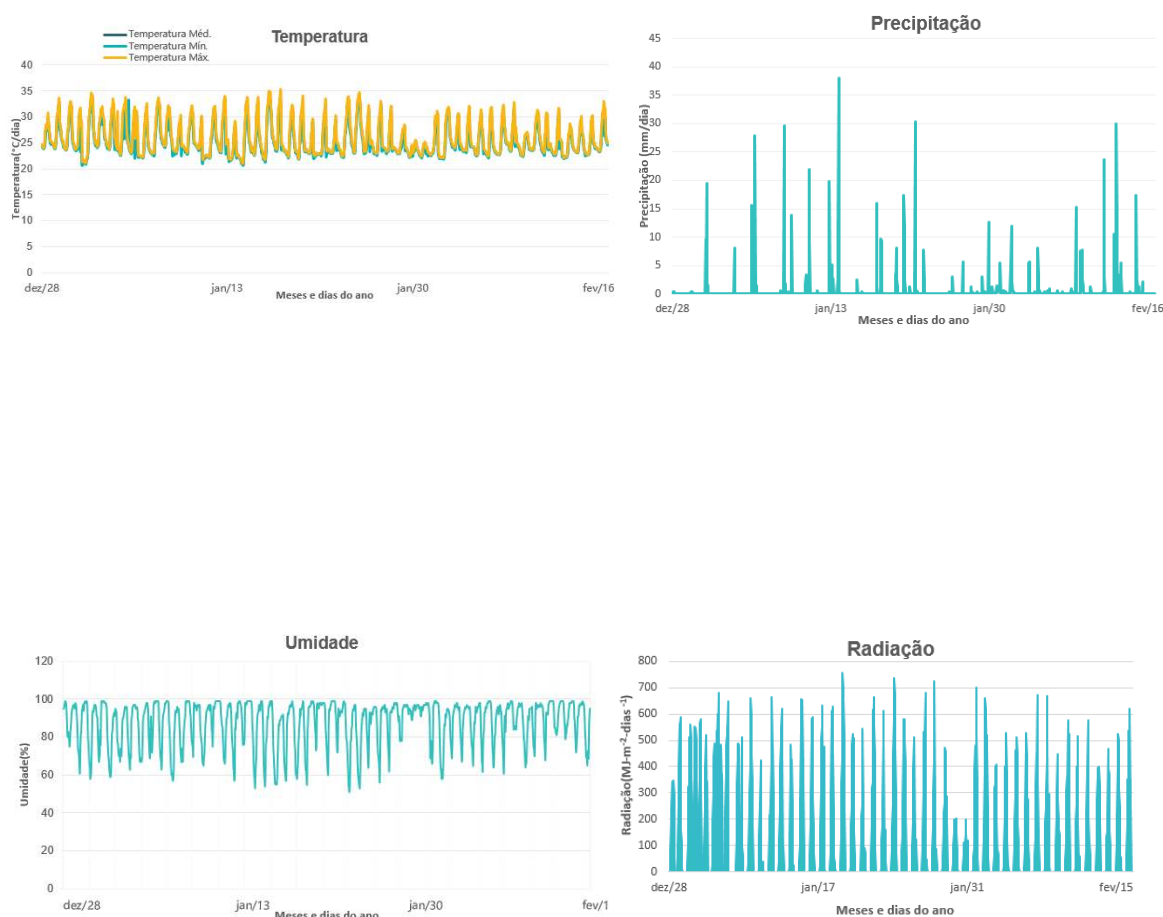 Temperatura
Temperatura Méd.
Temperatura Mín.
Temperatura Máx.
Temperatura(°C/dia)
40
35
30
25
20
15
10
5
0
dez/28
jan/13
jan/30
fev/16
Meses e dias do ano
Precipitação
Precipitação (mm/dia)
45
40
35
30
25
20
15
10
5
0
dez/28
jan/13
jan/30
fev/16
Meses e dias do ano
Umidade
Umidade(%)
120
100
80
60
40
20
0
dez/28
jan/13
jan/30
fev/1
Meses e dias do ano
Radiação
Radiação(MJ-m⁻²-dias ⁻¹)
800
700
600
500
400
300
200
100
0
dez/28
jan/17
jan/31
fev/15
Meses e dias do ano